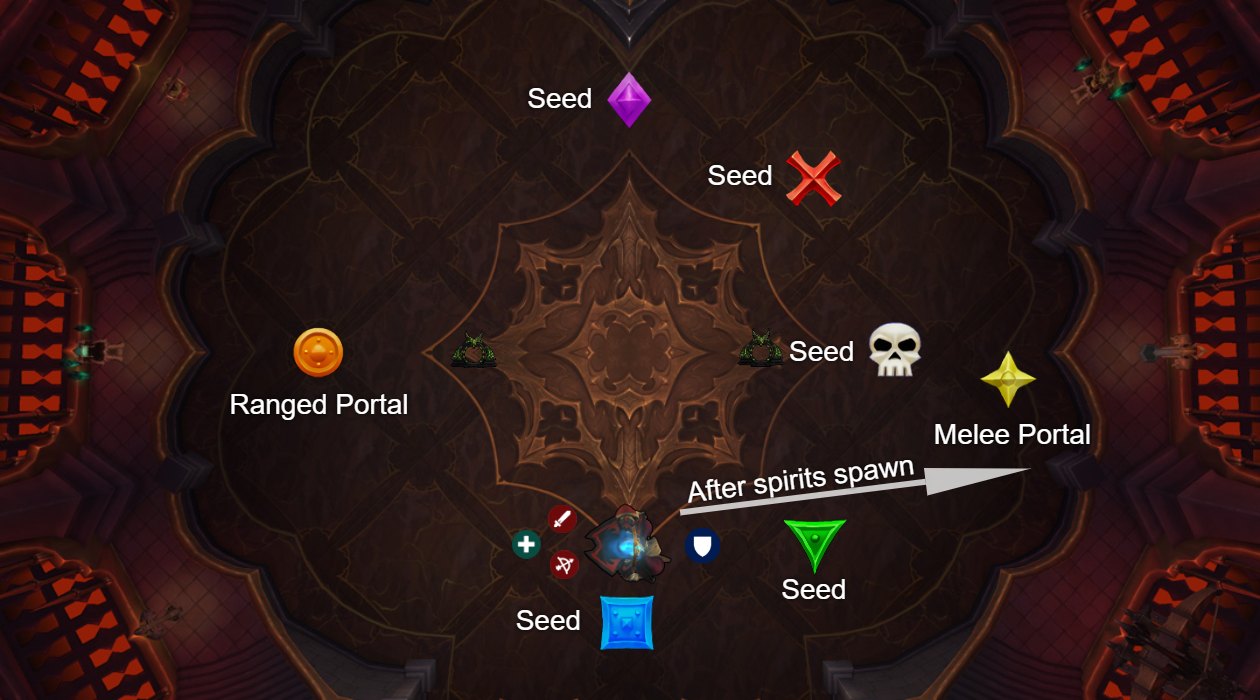 Seed
Seed
Seed
Ranged Portal
Melee Portal
After spirits spawn
Seed
Seed